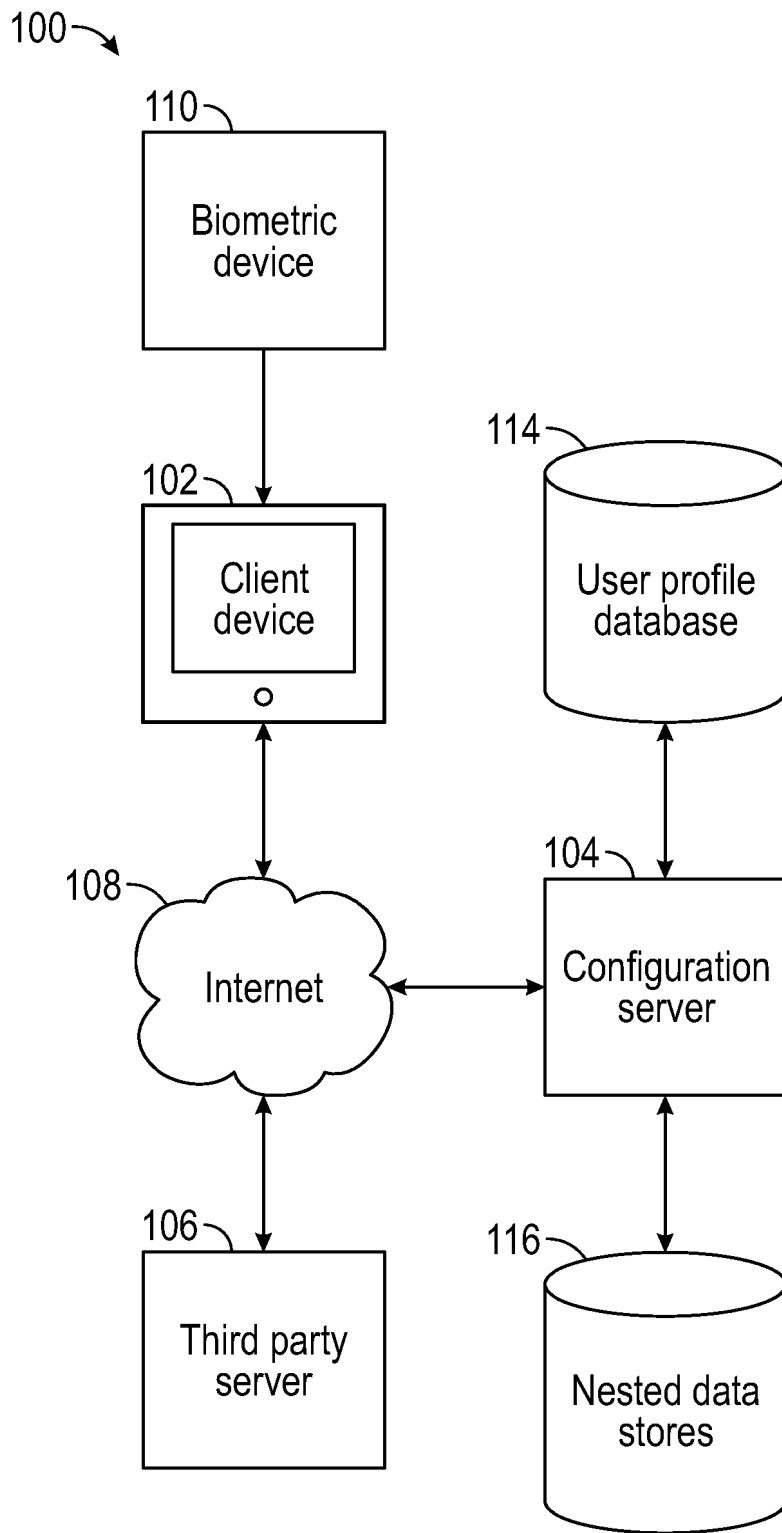 100
110
Biometric
device
102
Client
device
114
User profile
database
108
Internet
104
Configuration
server
106
Third party
server
116
Nested data
stores